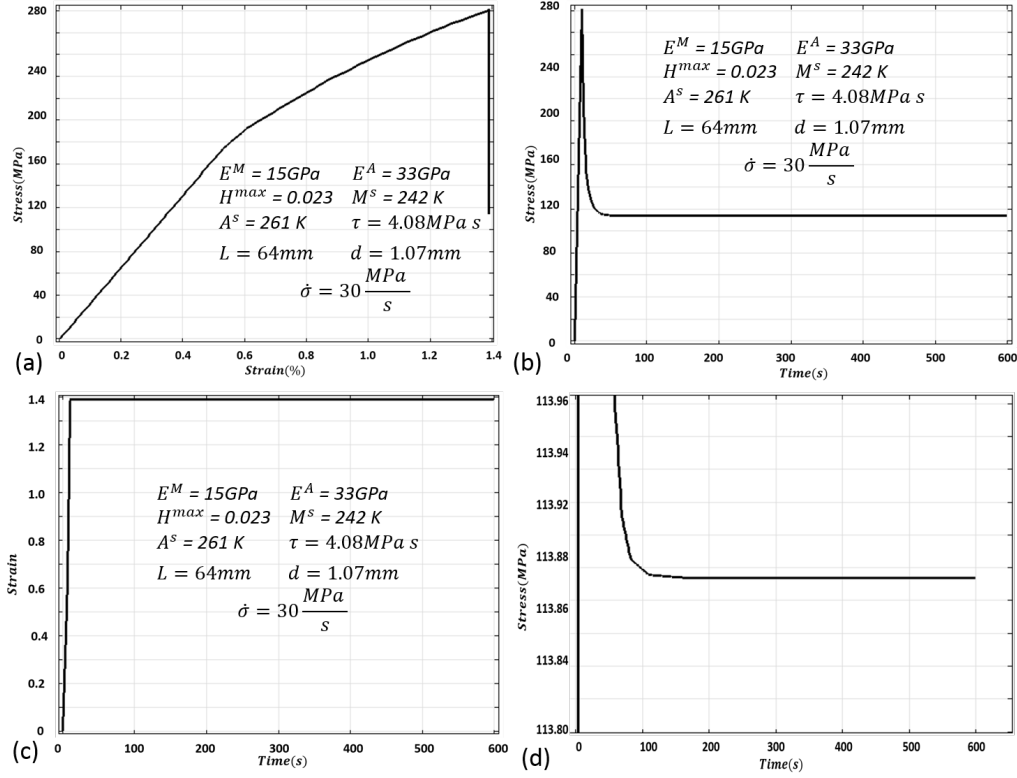 280
240
200
160
120
80
40
0
Stress(MPa)
E^M = 15GPa E^A = 33GPa
H^max = 0.023 M^s = 242 K
A^s = 261 K τ = 4.08MPa s
L = 64mm d = 1.07mm
σ̇ = 30 MPa/s
0 0.2 0.4 0.6 0.8 1.0 1.2 1.4
Strain(%)
(a)
280
240
200
160
120
80
40
0
Stress(MPa)
E^M = 15GPa E^A = 33GPa
H^max = 0.023 M^s = 242 K
A^s = 261 K τ = 4.08MPa s
L = 64mm d = 1.07mm
σ̇ = 30 MPa/s
0 100 200 300 400 500 600
Time(s)
(b)
1.4
1.2
1.0
0.8
0.6
0.4
0.2
0
Strain
E^M = 15GPa E^A = 33GPa
H^max = 0.023 M^s = 242 K
A^s = 261 K τ = 4.08MPa s
L = 64mm d = 1.07mm
σ̇ = 30 MPa/s
0 100 200 300 400 500 600
Time(s)
(c)
113.96
113.94
113.92
113.88
113.86
113.84
113.80
Stress(MPa)
0 100 200 300 400 500 600
Time(s)
(d)